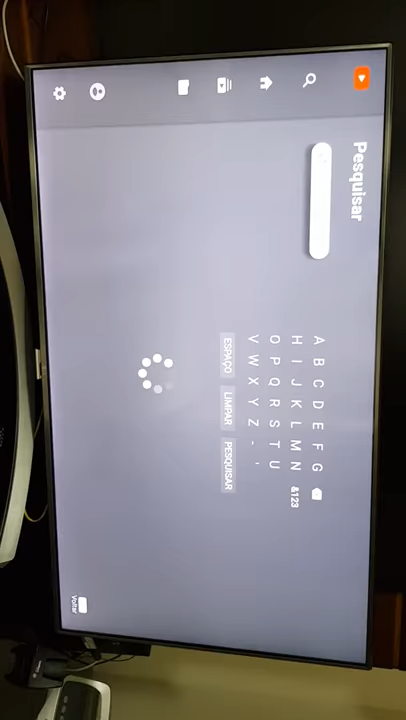 Pesquisar
A B C D E F G
H I J K L M N &123
O P Q R S T U
V W X Y Z - '
ESPAÇO LIMPAR PESQUISAR
Voltar